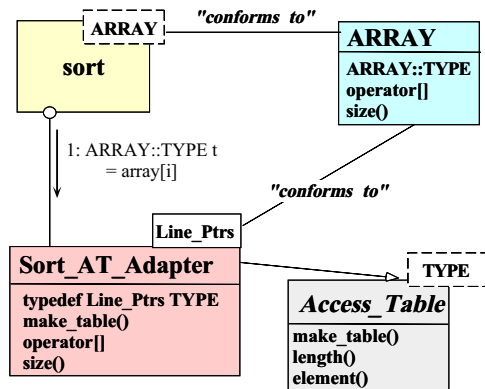 ARRAY
"conforms to"
ARRAY
sort
ARRAY::TYPE
operator[]
size()
1: ARRAY::TYPE t
= array[i]
"conforms to"
Line_Ptrs
Sort_AT_Adapter
TYPE
typedef Line_Ptrs TYPE
make_table()
operator[]
size()
Access_Table
make_table()
length()
element()